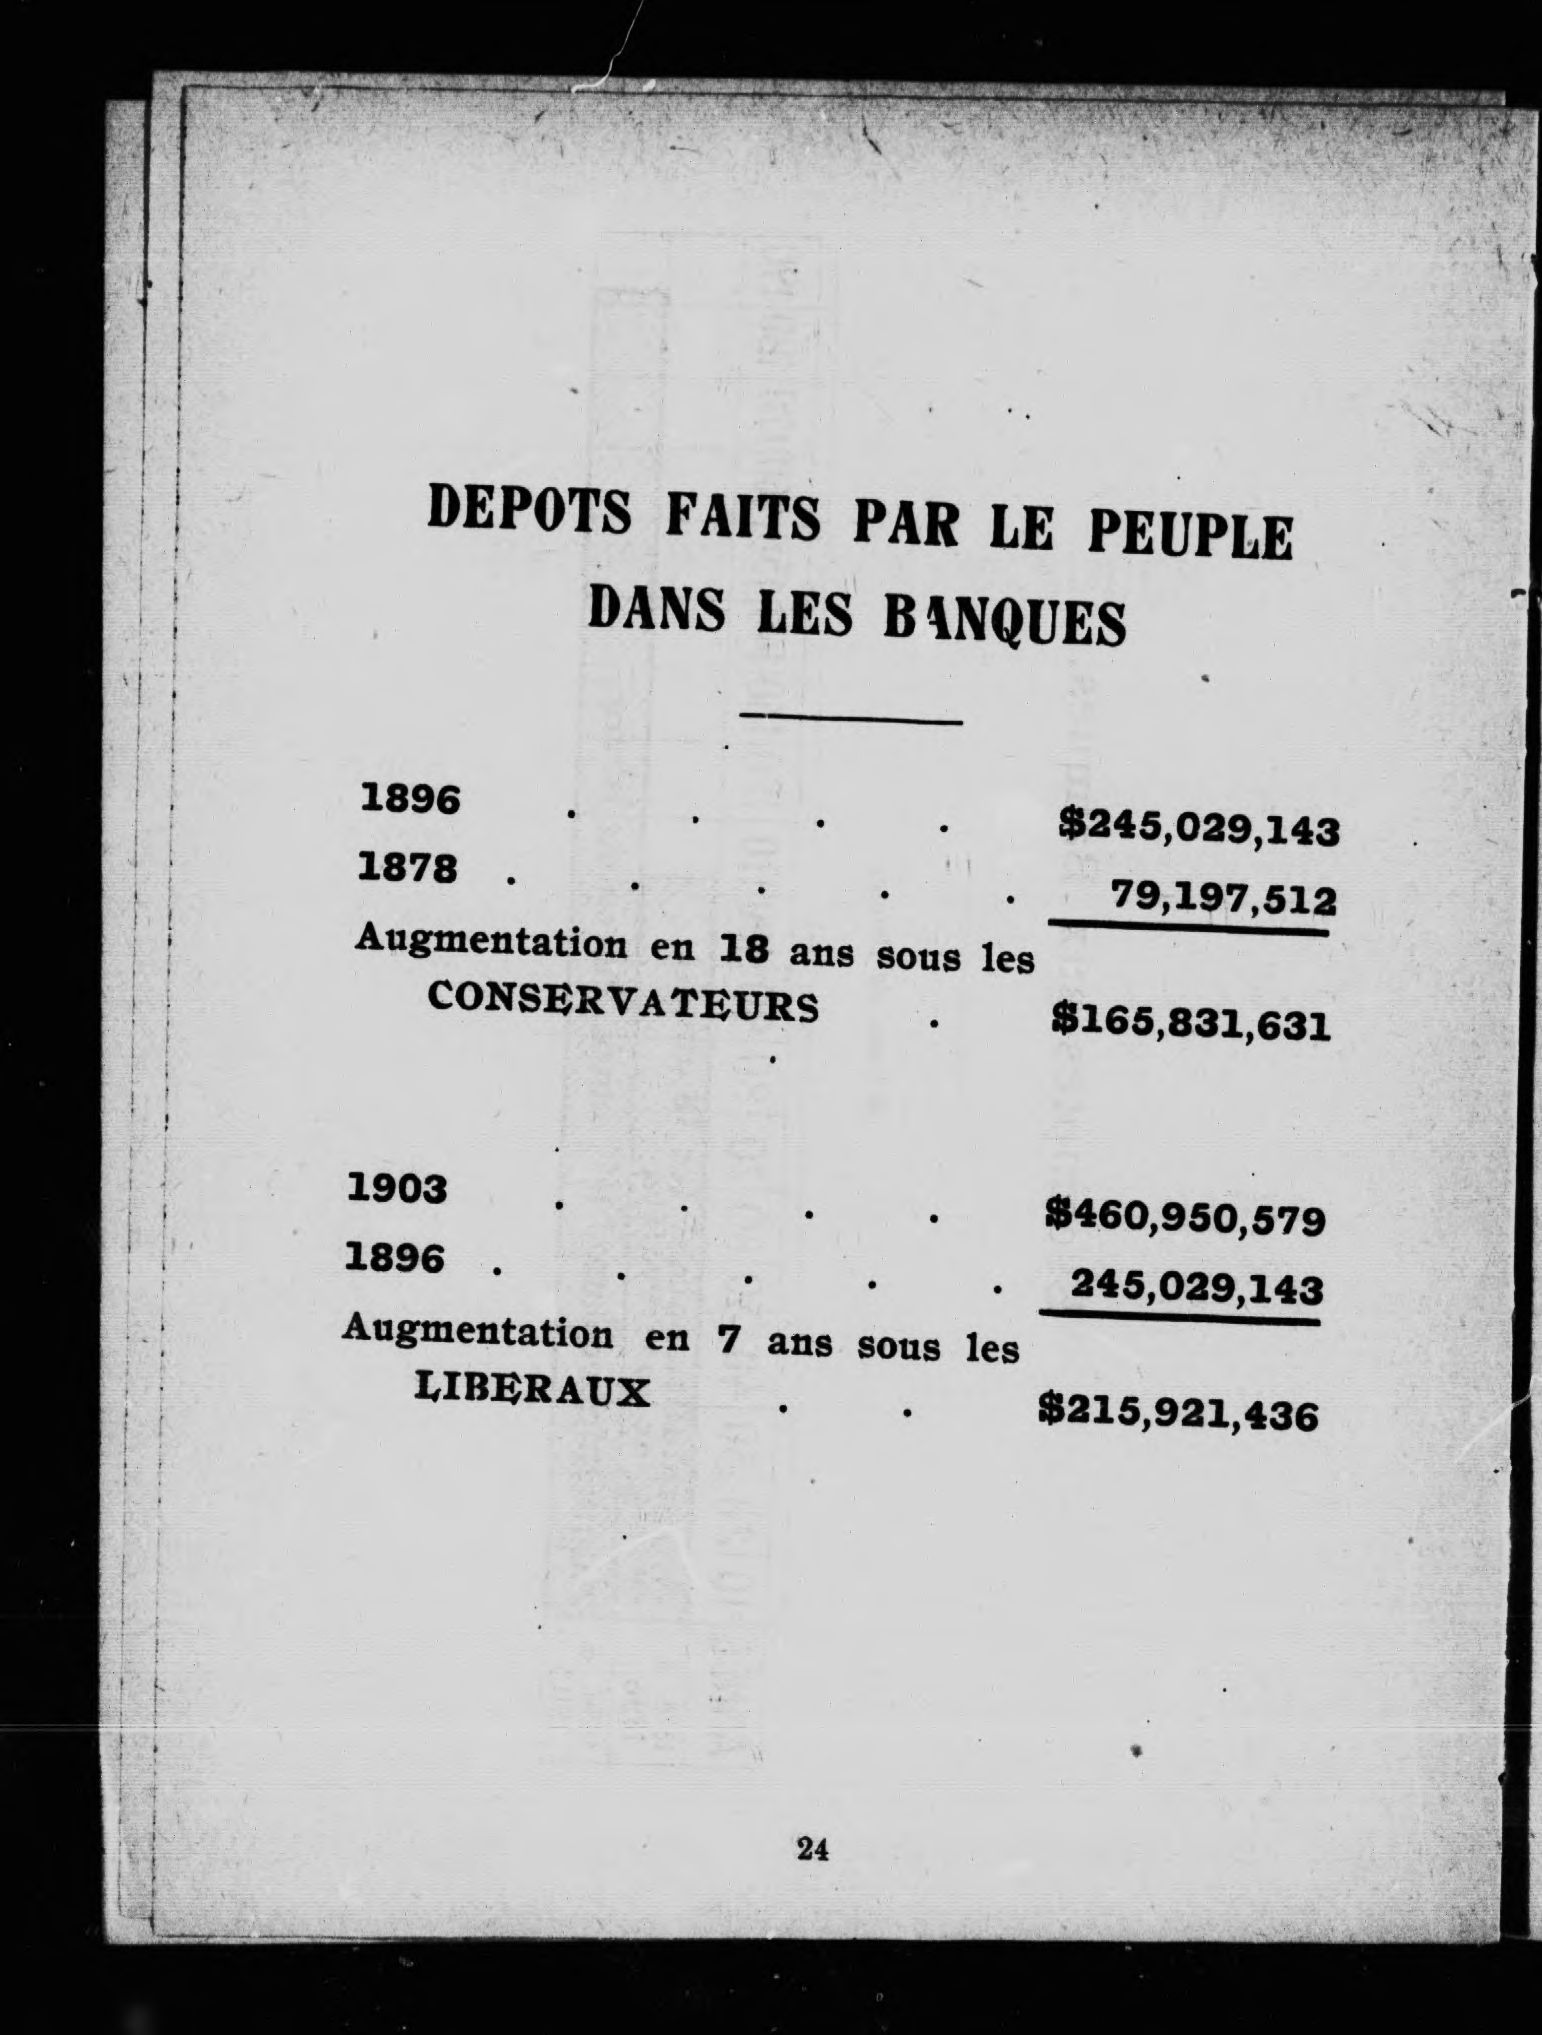 DEPOTS FAITS PAR LE PEUPLE
DANS LES BANQUES
1896 . . . . $245,029,143
1878 . . . . . 79,197,512
Augmentation en 18 ans sous les
CONSERVATEURS . $165,831,631
1903 . . . . $460,950,579
1896 . . . . . 245,029,143
Augmentation en 7 ans sous les
LIBERAUX . . $215,921,436
24